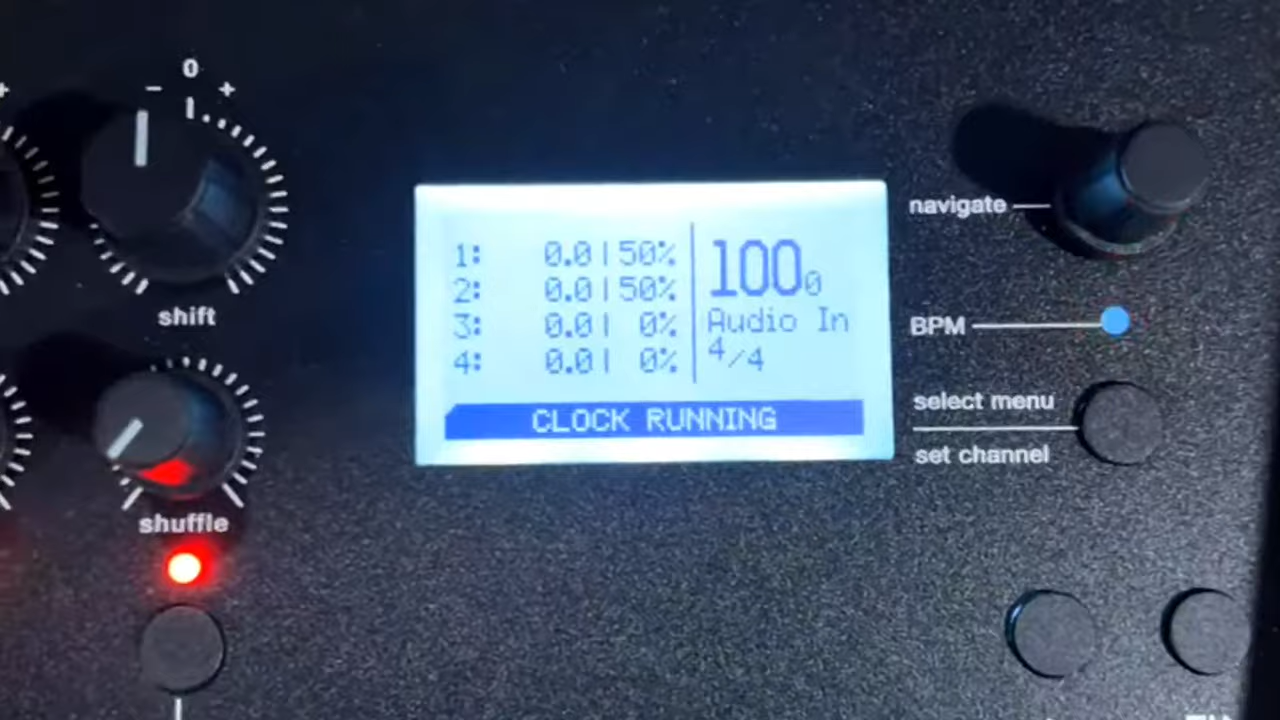 0
- +
+
shift
shuffle
1: 0.0| 50%
2: 0.0| 50%
3: 0.0| 0%
4: 0.0| 0%
100 0
Audio In
4/4
CLOCK RUNNING
navigate
BPM
select menu
set channel